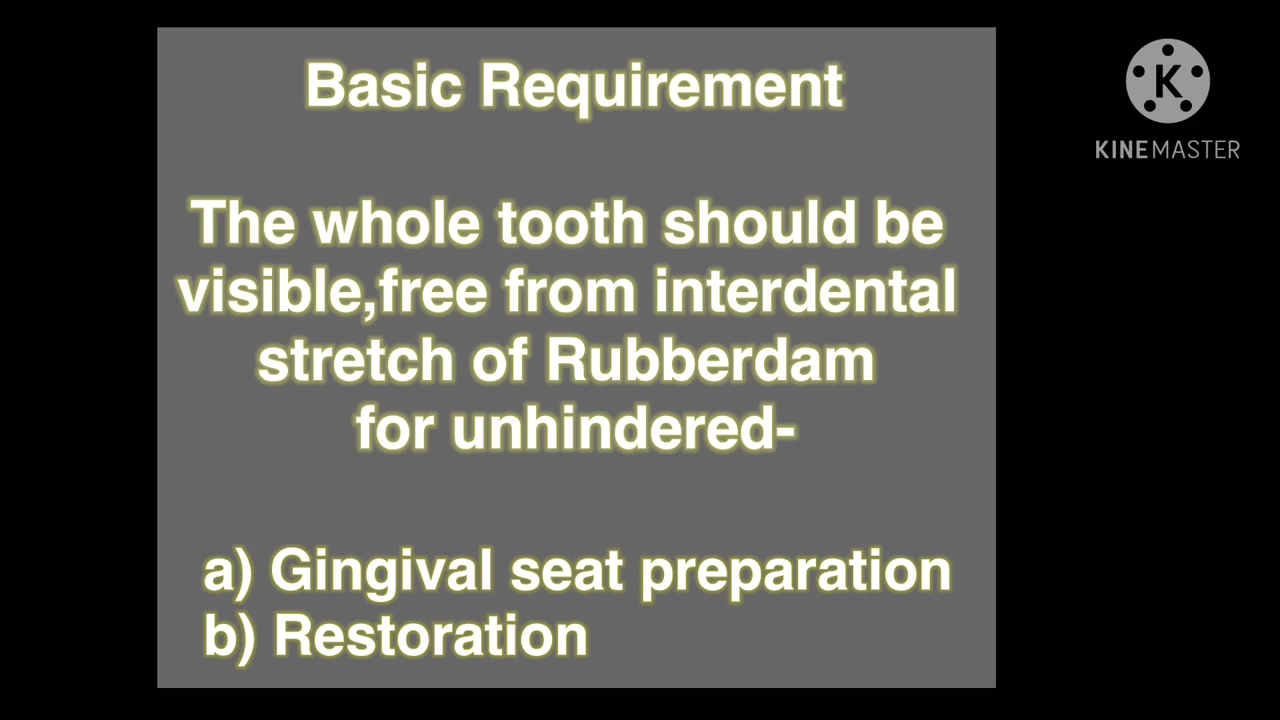 Basic Requirement
The whole tooth should be
visible,free from interdental
stretch of Rubberdam
for unhindered-
a) Gingival seat preparation
b) Restoration
K
KINEMASTER